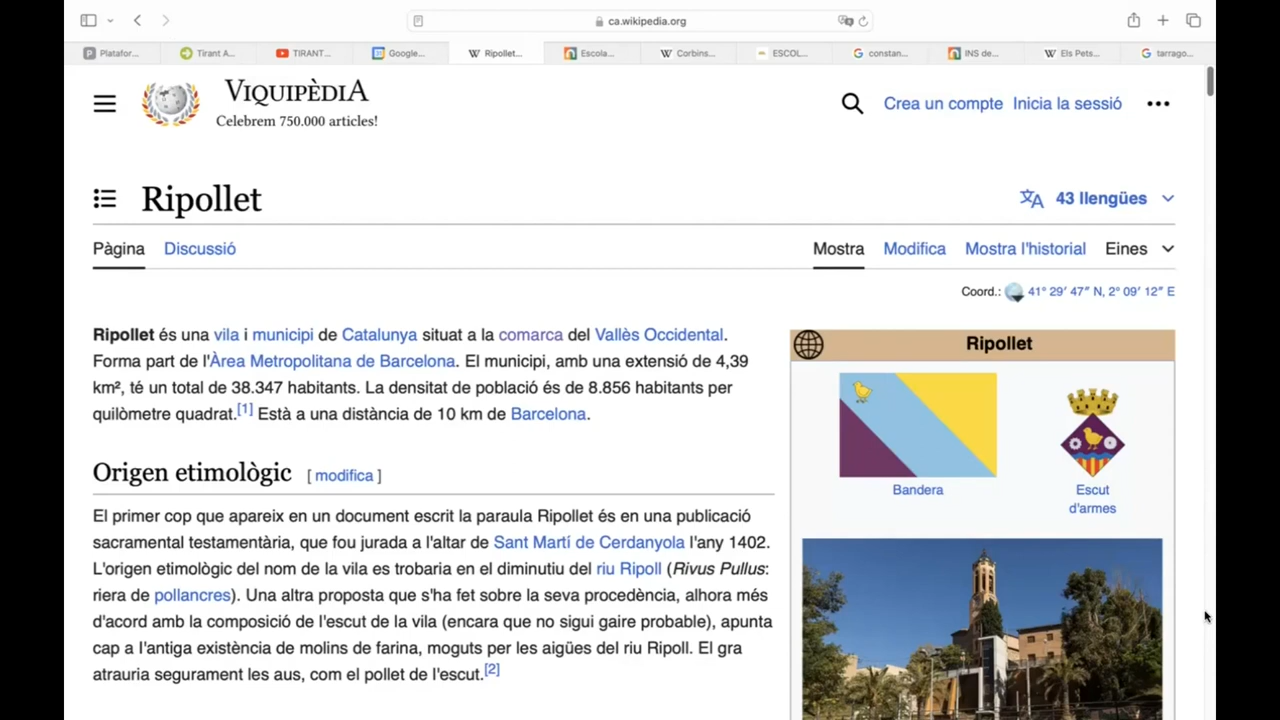 ca.wikipedia.org
Platafor... Tirant A... TIRANT... Google... Ripollet... Escola... Corbins... ESCOL... constan... INS de... Els Pets... tarrago...
VIQUIPÈDIA
Celebrem 750.000 articles!
Crea un compte Inicia la sessió
Ripollet
43 llengües
Pàgina Discussió
Mostra Modifica Mostra l'historial Eines
Coord.: 41° 29′ 47″ N, 2° 09′ 12″ E
Ripollet és una vila i municipi de Catalunya situat a la comarca del Vallès Occidental.
Forma part de l'Àrea Metropolitana de Barcelona. El municipi, amb una extensió de 4,39
km², té un total de 38.347 habitants. La densitat de població és de 8.856 habitants per
quilòmetre quadrat.[1] Està a una distància de 10 km de Barcelona.
Origen etimològic [ modifica ]
El primer cop que apareix en un document escrit la paraula Ripollet és en una publicació
sacramental testamentària, que fou jurada a l'altar de Sant Martí de Cerdanyola l'any 1402.
L'origen etimològic del nom de la vila es trobaria en el diminutiu del riu Ripoll (Rivus Pullus:
riera de pollancres). Una altra proposta que s'ha fet sobre la seva procedència, alhora més
d'acord amb la composició de l'escut de la vila (encara que no sigui gaire probable), apunta
cap a l'antiga existència de molins de farina, moguts per les aigües del riu Ripoll. El gra
atrauria segurament les aus, com el pollet de l'escut.[2]
Ripollet
Bandera
Escut
d'armes